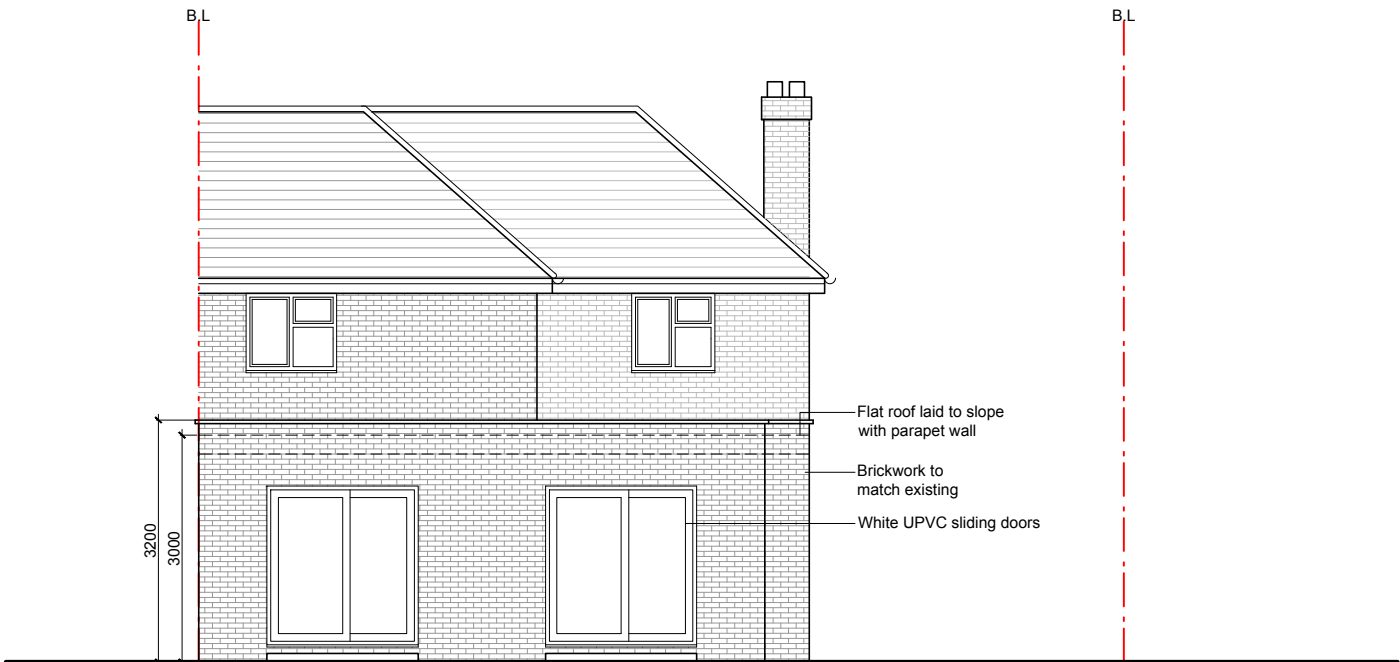 B.L
B.L
Flat roof laid to slope
with parapet wall
Brickwork to
match existing
White UPVC sliding doors
3200
3000